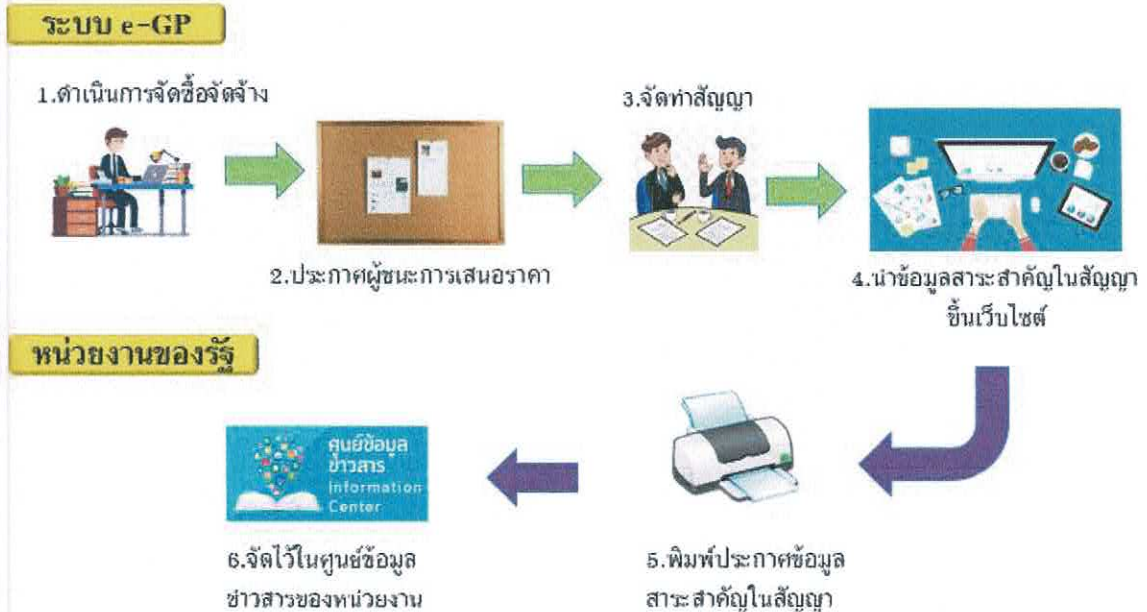 ระบบ e-GP
1.ดำเนินการจัดซื้อจัดจ้าง
2.ประกาศผู้ชนะการเสนอราคา
3.จัดทำสัญญา
4.นำข้อมูลสาระสำคัญในสัญญา
ขึ้นเว็บไซต์
หน่วยงานของรัฐ
5.พิมพ์ประกาศข้อมูล
สาระสำคัญในสัญญา
ศูนย์ข้อมูล
ข่าวสาร
Information
Center
6.จัดไว้ในศูนย์ข้อมูล
ข่าวสารของหน่วยงาน